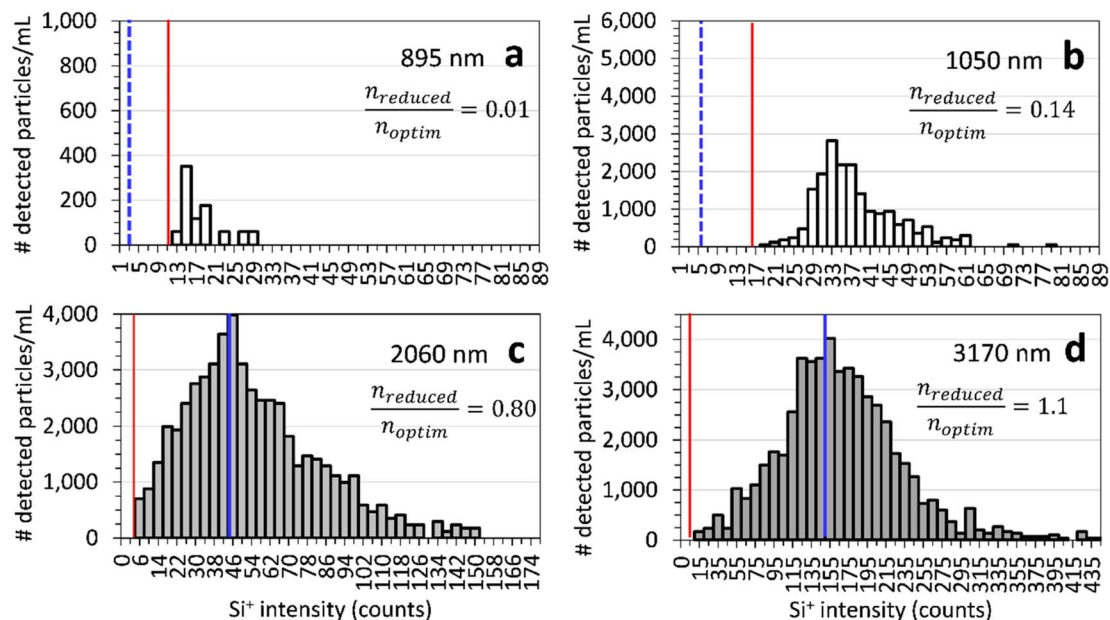 1,000
800
600
400
200
0
# detected particles/mL
895 nm a
n_reduced
n_optim = 0.01
1 5 9 13 17 21 25 29 33 37 41 45 49 53 57 61 65 69 73 77 81 85 89
6,000
5,000
4,000
3,000
2,000
1,000
0
# detected particles/mL
1050 nm b
n_reduced
n_optim = 0.14
1 5 9 13 17 21 25 29 33 37 41 45 49 53 57 61 65 69 73 77 81 85 89
4,000
3,000
2,000
1,000
0
# detected particles/mL
2060 nm c
n_reduced
n_optim = 0.80
0 6 14 22 30 38 46 54 62 70 78 86 94 102 110 118 126 134 142 150 158 166 174
Si⁺ intensity (counts)
4,000
3,000
2,000
1,000
0
# detected particles/mL
3170 nm d
n_reduced
n_optim = 1.1
0 15 35 55 75 95 115 135 155 175 195 215 235 255 275 295 315 335 355 375 395 415 435
Si⁺ intensity (counts)